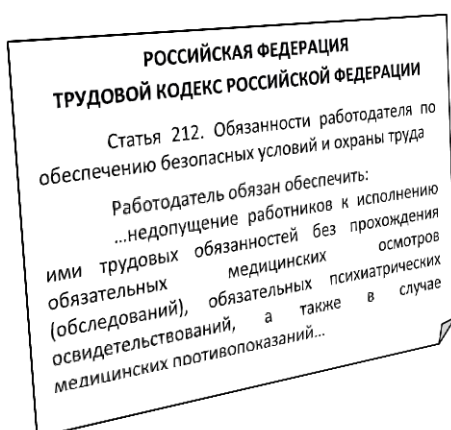 РОССИЙСКАЯ ФЕДЕРАЦИЯ
ТРУДОВОЙ КОДЕКС РОССИЙСКОЙ ФЕДЕРАЦИИ
Статья 212. Обязанности работодателя по
обеспечению безопасных условий и охраны труда
Работодатель обязан обеспечить:
...недопущение работников к исполнению
ими трудовых обязанностей без прохождения
обязательных медицинских осмотров
(обследований), обязательных психиатрических
освидетельствований, а также в случае
медицинских противопоказаний...